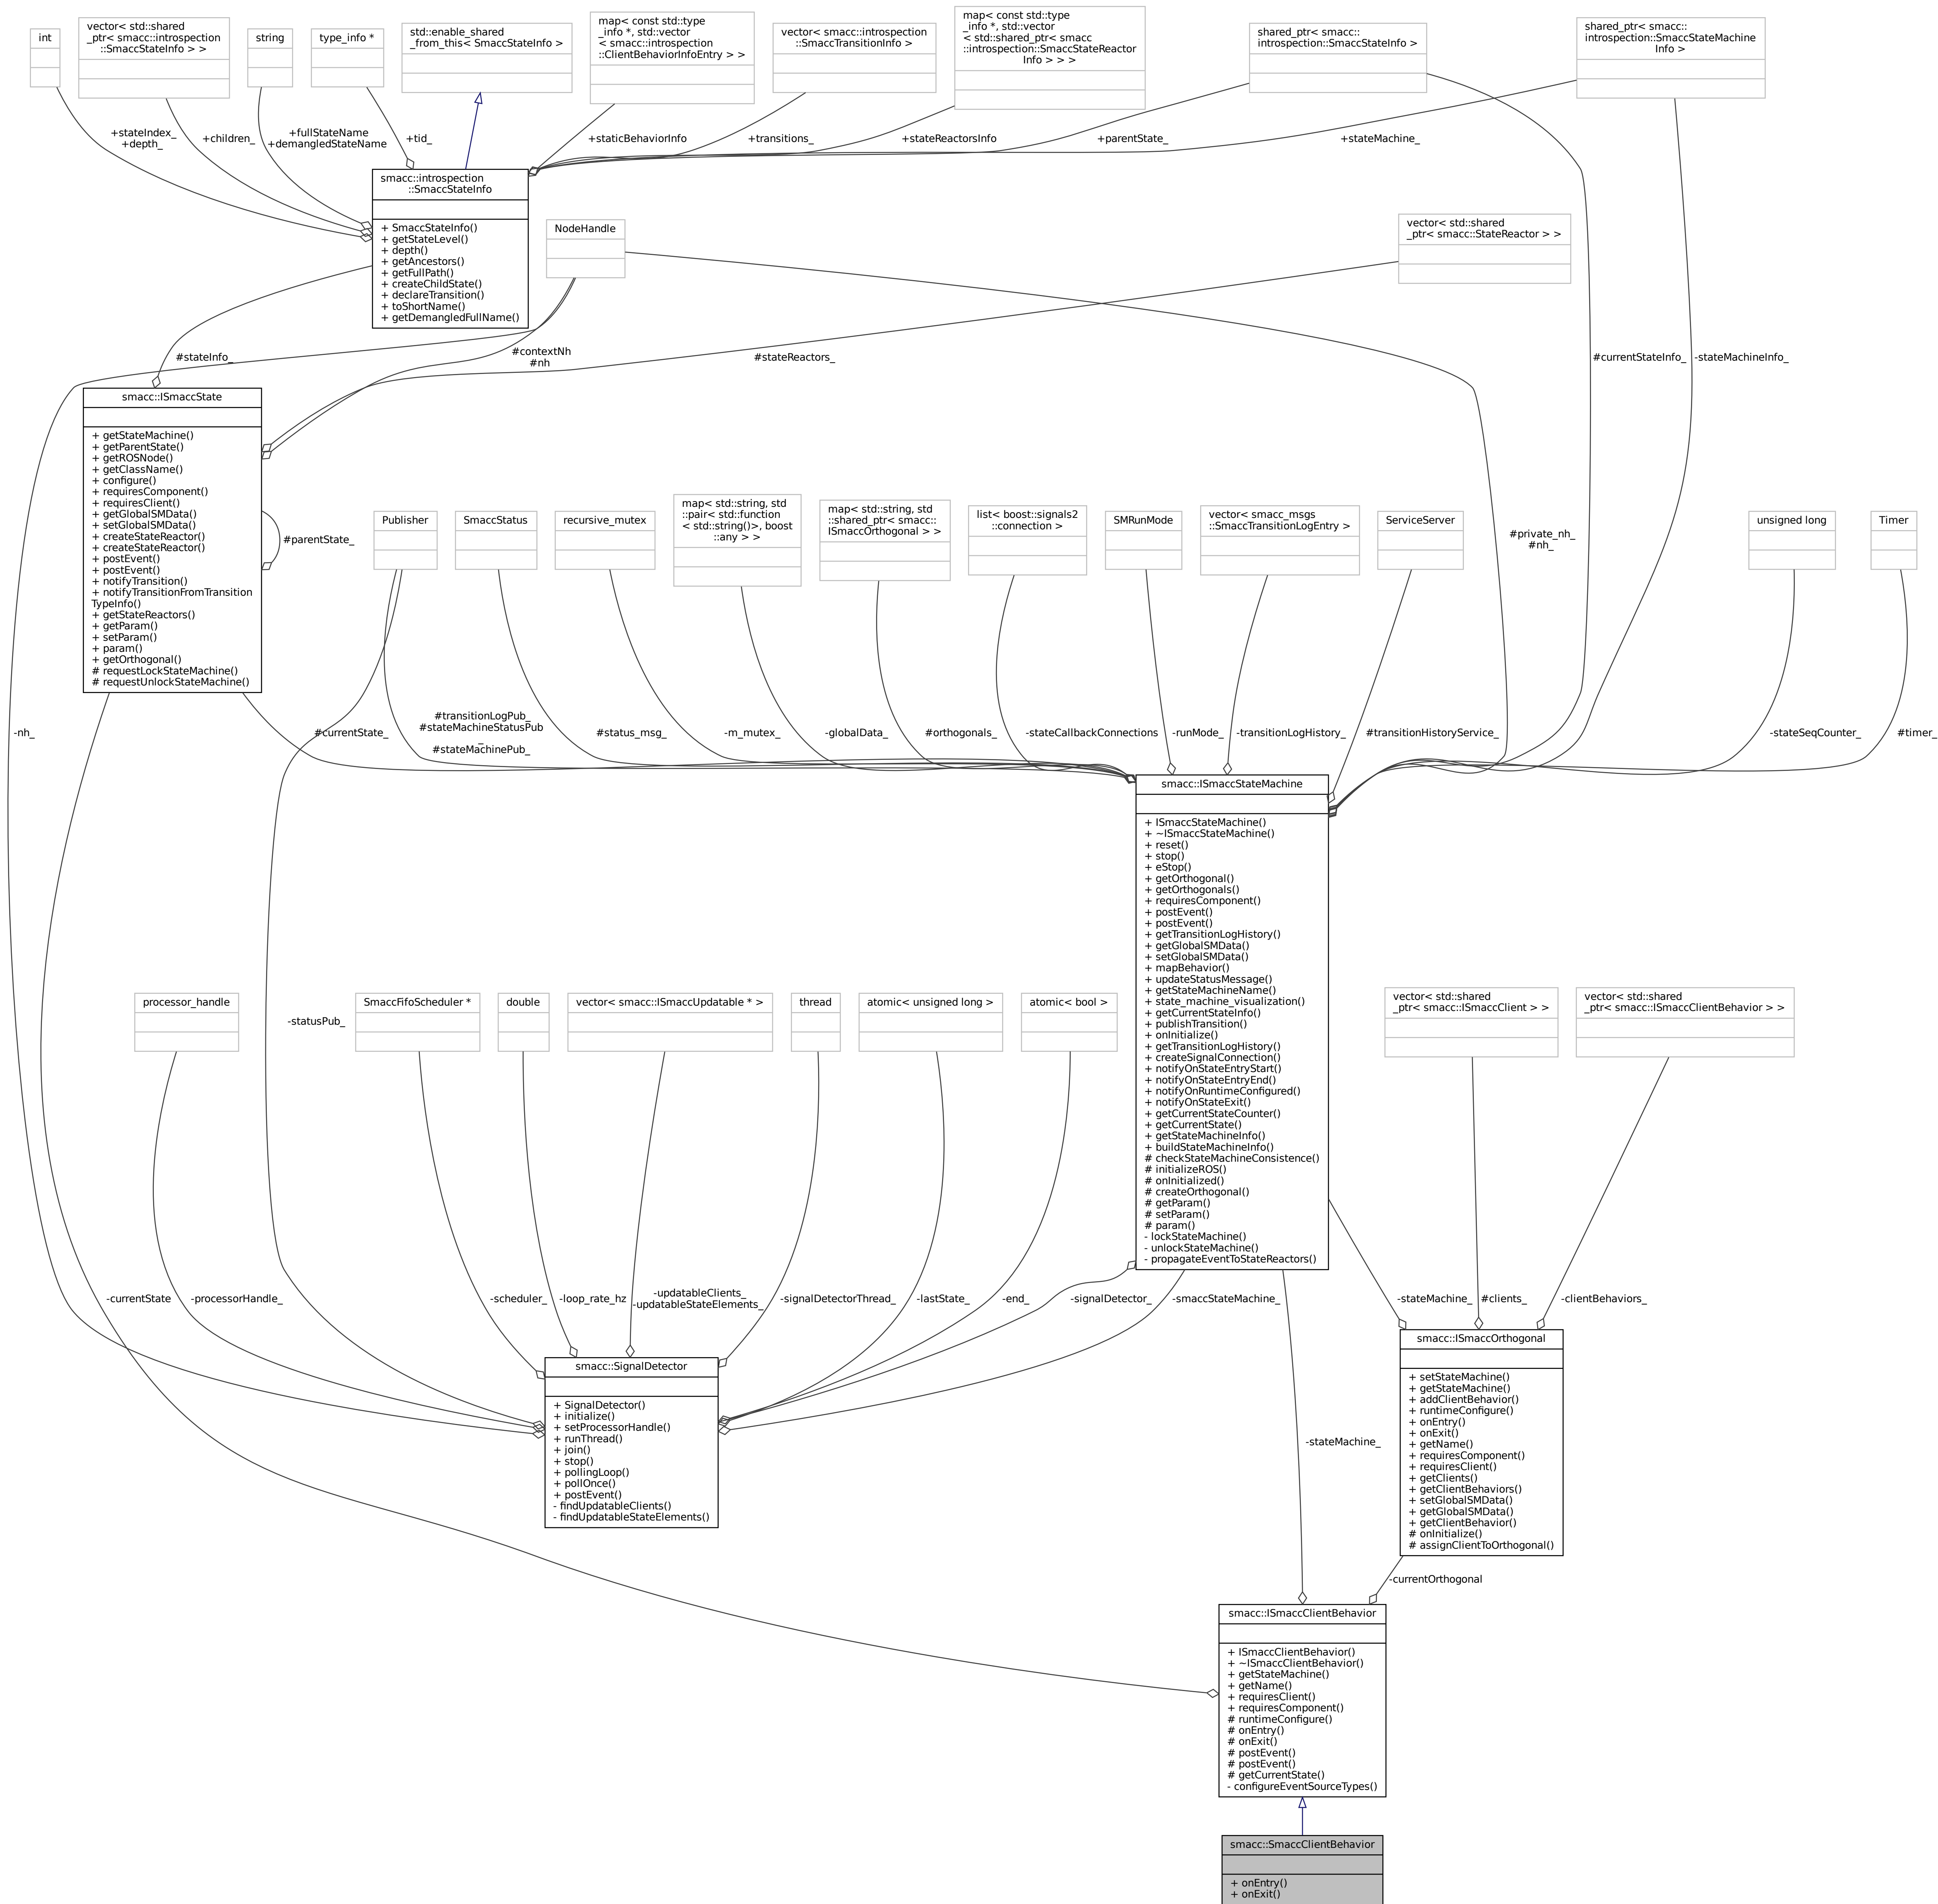 int
vector< std::shared
_ptr< smacc::introspection
::SmaccStateInfo > >
string
type_info *
std::enable_shared
_from_this< SmaccStateInfo >
map< const std::type
_info *, std::vector
< smacc::introspection
::ClientBehaviorInfoEntry > >
vector< smacc::introspection
::SmaccTransitionInfo >
map< const std::type
_info *, std::vector
< std::shared_ptr< smacc
::introspection::SmaccStateReactor
Info > > >
shared_ptr< smacc::
introspection::SmaccStateInfo >
shared_ptr< smacc::
introspection::SmaccStateMachine
Info >
+stateIndex_
+depth_
+children_
+fullStateName
+demangledStateName
+tid_
+staticBehaviorInfo
+transitions_
+stateReactorsInfo
+parentState_
+stateMachine_
smacc::introspection
::SmaccStateInfo
+ SmaccStateInfo()
+ getStateLevel()
+ depth()
+ getAncestors()
+ getFullPath()
+ createChildState()
+ declareTransition()
+ toShortName()
+ getDemangledFullName()
NodeHandle
vector< std::shared
_ptr< smacc::StateReactor > >
#stateInfo_
#contextNh
#nh
#stateReactors_
#currentStateInfo_
-stateMachineInfo_
smacc::ISmaccState
+ getStateMachine()
+ getParentState()
+ getROSNode()
+ getClassName()
+ configure()
+ requiresComponent()
+ requiresClient()
+ getGlobalSMData()
+ setGlobalSMData()
+ createStateReactor()
+ createStateReactor()
+ postEvent()
+ postEvent()
+ notifyTransition()
+ notifyTransitionFromTransition
TypeInfo()
+ getStateReactors()
+ getParam()
+ setParam()
+ param()
+ getOrthogonal()
# requestLockStateMachine()
# requestUnlockStateMachine()
#parentState_
Publisher
SmaccStatus
recursive_mutex
map< std::string, std
::pair< std::function
< std::string()>, boost
::any > >
map< std::string, std
::shared_ptr< smacc::
ISmaccOrthogonal > >
list< boost::signals2
::connection >
SMRunMode
vector< smacc_msgs
::SmaccTransitionLogEntry >
ServiceServer
#private_nh_
#nh_
unsigned long
Timer
-nh_
#currentState_
#transitionLogPub_
#stateMachineStatusPub
_
#stateMachinePub_
#status_msg_
-m_mutex_
-globalData_
#orthogonals_
-stateCallbackConnections
-runMode_
-transitionLogHistory_
#transitionHistoryService_
-stateSeqCounter_
#timer_
smacc::ISmaccStateMachine
+ ISmaccStateMachine()
+ ~ISmaccStateMachine()
+ reset()
+ stop()
+ eStop()
+ getOrthogonal()
+ getOrthogonals()
+ requiresComponent()
+ postEvent()
+ postEvent()
+ getTransitionLogHistory()
+ getGlobalSMData()
+ setGlobalSMData()
+ mapBehavior()
+ updateStatusMessage()
+ getStateMachineName()
+ state_machine_visualization()
+ getCurrentStateInfo()
+ publishTransition()
+ onInitialize()
+ getTransitionLogHistory()
+ createSignalConnection()
+ notifyOnStateEntryStart()
+ notifyOnStateEntryEnd()
+ notifyOnRuntimeConfigured()
+ notifyOnStateExit()
+ getCurrentStateCounter()
+ getCurrentState()
+ getStateMachineInfo()
+ buildStateMachineInfo()
# checkStateMachineConsistence()
# initializeROS()
# onInitialized()
# createOrthogonal()
# getParam()
# setParam()
# param()
- lockStateMachine()
- unlockStateMachine()
- propagateEventToStateReactors()
processor_handle
-statusPub_
SmaccFifoScheduler *
double
vector< smacc::ISmaccUpdatable * >
thread
atomic< unsigned long >
atomic< bool >
vector< std::shared
_ptr< smacc::ISmaccClient > >
vector< std::shared
_ptr< smacc::ISmaccClientBehavior > >
-currentState
-processorHandle_
-scheduler_
-loop_rate_hz
-updatableClients_
-updatableStateElements_
-signalDetectorThread_
-lastState_
-end_
-signalDetector_
-smaccStateMachine_
-stateMachine_
#clients_
-clientBehaviors_
smacc::SignalDetector
+ SignalDetector()
+ initialize()
+ setProcessorHandle()
+ runThread()
+ join()
+ stop()
+ pollingLoop()
+ pollOnce()
+ postEvent()
- findUpdatableClients()
- findUpdatableStateElements()
smacc::ISmaccOrthogonal
+ setStateMachine()
+ getStateMachine()
+ addClientBehavior()
+ runtimeConfigure()
+ onEntry()
+ onExit()
+ getName()
+ requiresComponent()
+ requiresClient()
+ getClients()
+ getClientBehaviors()
+ setGlobalSMData()
+ getGlobalSMData()
+ getClientBehavior()
# onInitialize()
# assignClientToOrthogonal()
-stateMachine_
-currentOrthogonal
smacc::ISmaccClientBehavior
+ ISmaccClientBehavior()
+ ~ISmaccClientBehavior()
+ getStateMachine()
+ getName()
+ requiresClient()
+ requiresComponent()
# runtimeConfigure()
# onEntry()
# onExit()
# postEvent()
# postEvent()
# getCurrentState()
- configureEventSourceTypes()
smacc::SmaccClientBehavior
+ onEntry()
+ onExit()